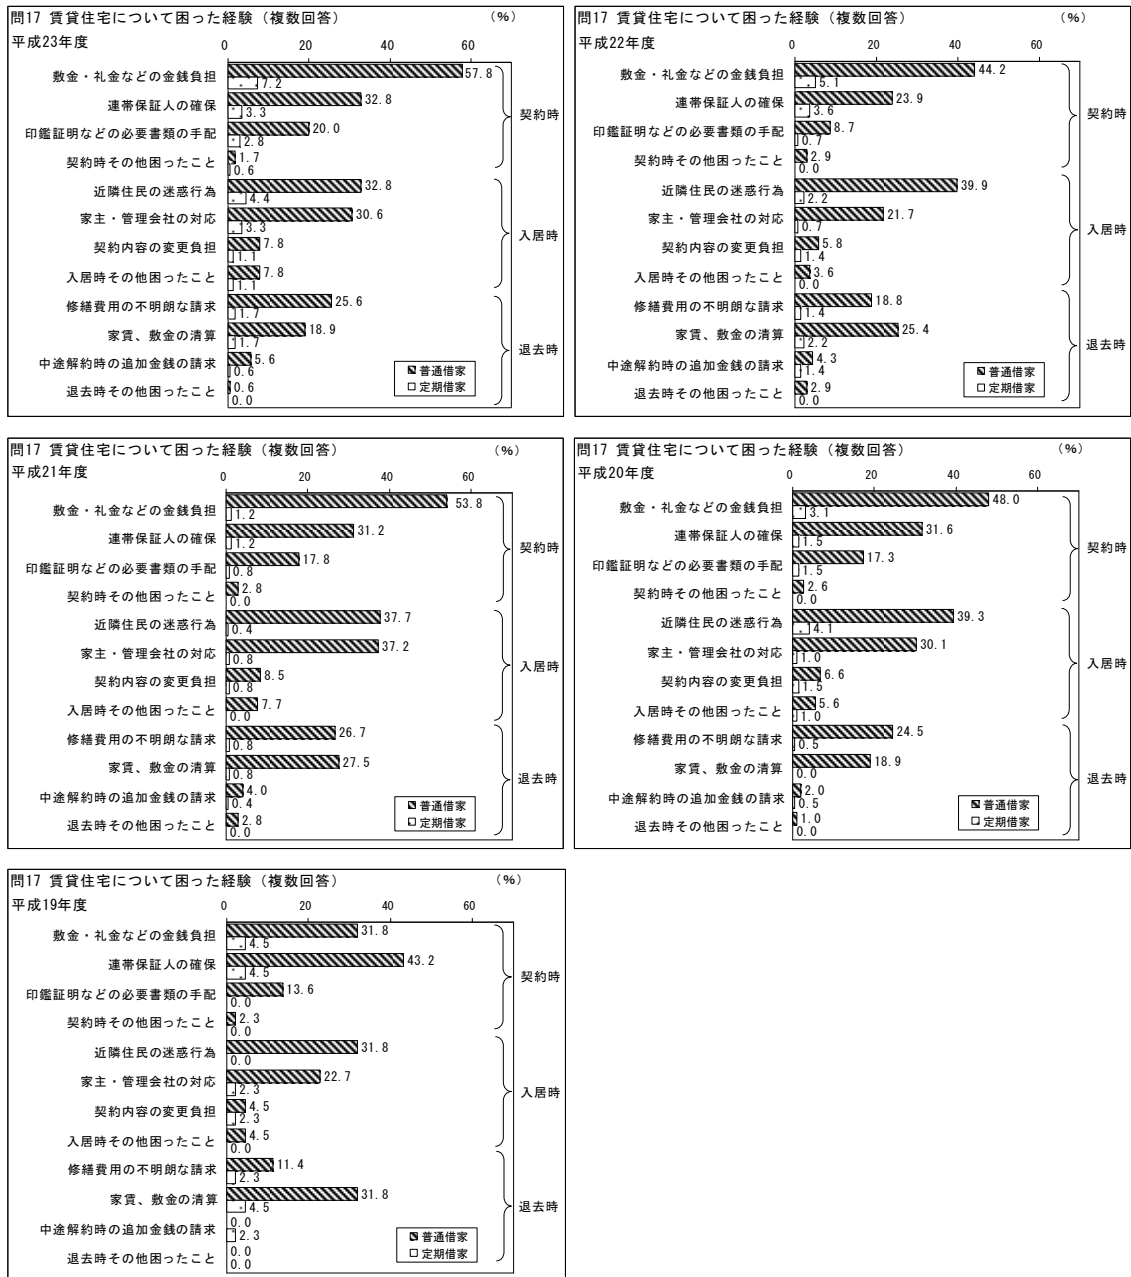 問17 賃貸住宅について困った経験（複数回答） (%)
平成23年度
0 20 40 60
敷金・礼金などの金銭負担 57.8
7.2
連帯保証人の確保 32.8
3.3
印鑑証明などの必要書類の手配 20.0
2.8
契約時その他困ったこと 1.7
0.6
契約時
近隣住民の迷惑行為 32.8
4.4
家主・管理会社の対応 30.6
3.3
契約内容の変更負担 7.8
1.1
入居時その他困ったこと 7.8
1.1
入居時
修繕費用の不明朗な請求 25.6
1.7
家賃、敷金の清算 18.9
1.7
中途解約時の追加金銭の請求 5.6
0.6
退去時その他困ったこと 0.6
0.0
退去時
普通借家
定期借家
問17 賃貸住宅について困った経験（複数回答） (%)
平成22年度
0 20 40 60
敷金・礼金などの金銭負担 44.2
5.1
連帯保証人の確保 23.9
3.6
印鑑証明などの必要書類の手配 8.7
0.7
契約時その他困ったこと 2.9
0.0
契約時
近隣住民の迷惑行為 39.9
2.2
家主・管理会社の対応 21.7
0.7
契約内容の変更負担 5.8
1.4
入居時その他困ったこと 3.6
0.0
入居時
修繕費用の不明朗な請求 18.8
1.4
家賃、敷金の清算 25.4
2.2
中途解約時の追加金銭の請求 4.3
1.4
退去時その他困ったこと 2.9
0.0
退去時
普通借家
定期借家
問17 賃貸住宅について困った経験（複数回答） (%)
平成21年度
0 20 40 60
敷金・礼金などの金銭負担 53.8
1.2
連帯保証人の確保 31.2
1.2
印鑑証明などの必要書類の手配 17.8
0.8
契約時その他困ったこと 2.8
0.0
契約時
近隣住民の迷惑行為 37.7
0.4
家主・管理会社の対応 37.2
0.8
契約内容の変更負担 8.5
0.8
入居時その他困ったこと 7.7
0.0
入居時
修繕費用の不明朗な請求 26.7
0.8
家賃、敷金の清算 27.5
0.8
中途解約時の追加金銭の請求 4.0
0.4
退去時その他困ったこと 2.8
0.0
退去時
普通借家
定期借家
問17 賃貸住宅について困った経験（複数回答） (%)
平成20年度
0 20 40 60
敷金・礼金などの金銭負担 48.0
3.1
連帯保証人の確保 31.6
1.5
印鑑証明などの必要書類の手配 17.3
1.5
契約時その他困ったこと 2.6
0.0
契約時
近隣住民の迷惑行為 39.3
4.1
家主・管理会社の対応 30.1
1.0
契約内容の変更負担 6.6
1.5
入居時その他困ったこと 5.6
1.0
入居時
修繕費用の不明朗な請求 24.5
0.5
家賃、敷金の清算 18.9
0.0
中途解約時の追加金銭の請求 2.0
0.5
退去時その他困ったこと 1.0
0.0
退去時
普通借家
定期借家
問17 賃貸住宅について困った経験（複数回答） (%)
平成19年度
0 20 40 60
敷金・礼金などの金銭負担 31.8
4.5
連帯保証人の確保 43.2
4.5
印鑑証明などの必要書類の手配 13.6
0.0
契約時その他困ったこと 2.3
0.0
契約時
近隣住民の迷惑行為 31.8
0.0
家主・管理会社の対応 22.7
2.3
契約内容の変更負担 4.5
2.3
入居時その他困ったこと 4.5
0.0
入居時
修繕費用の不明朗な請求 11.4
2.3
家賃、敷金の清算 31.8
4.5
中途解約時の追加金銭の請求 0.0
2.3
退去時その他困ったこと 0.0
0.0
退去時
普通借家
定期借家